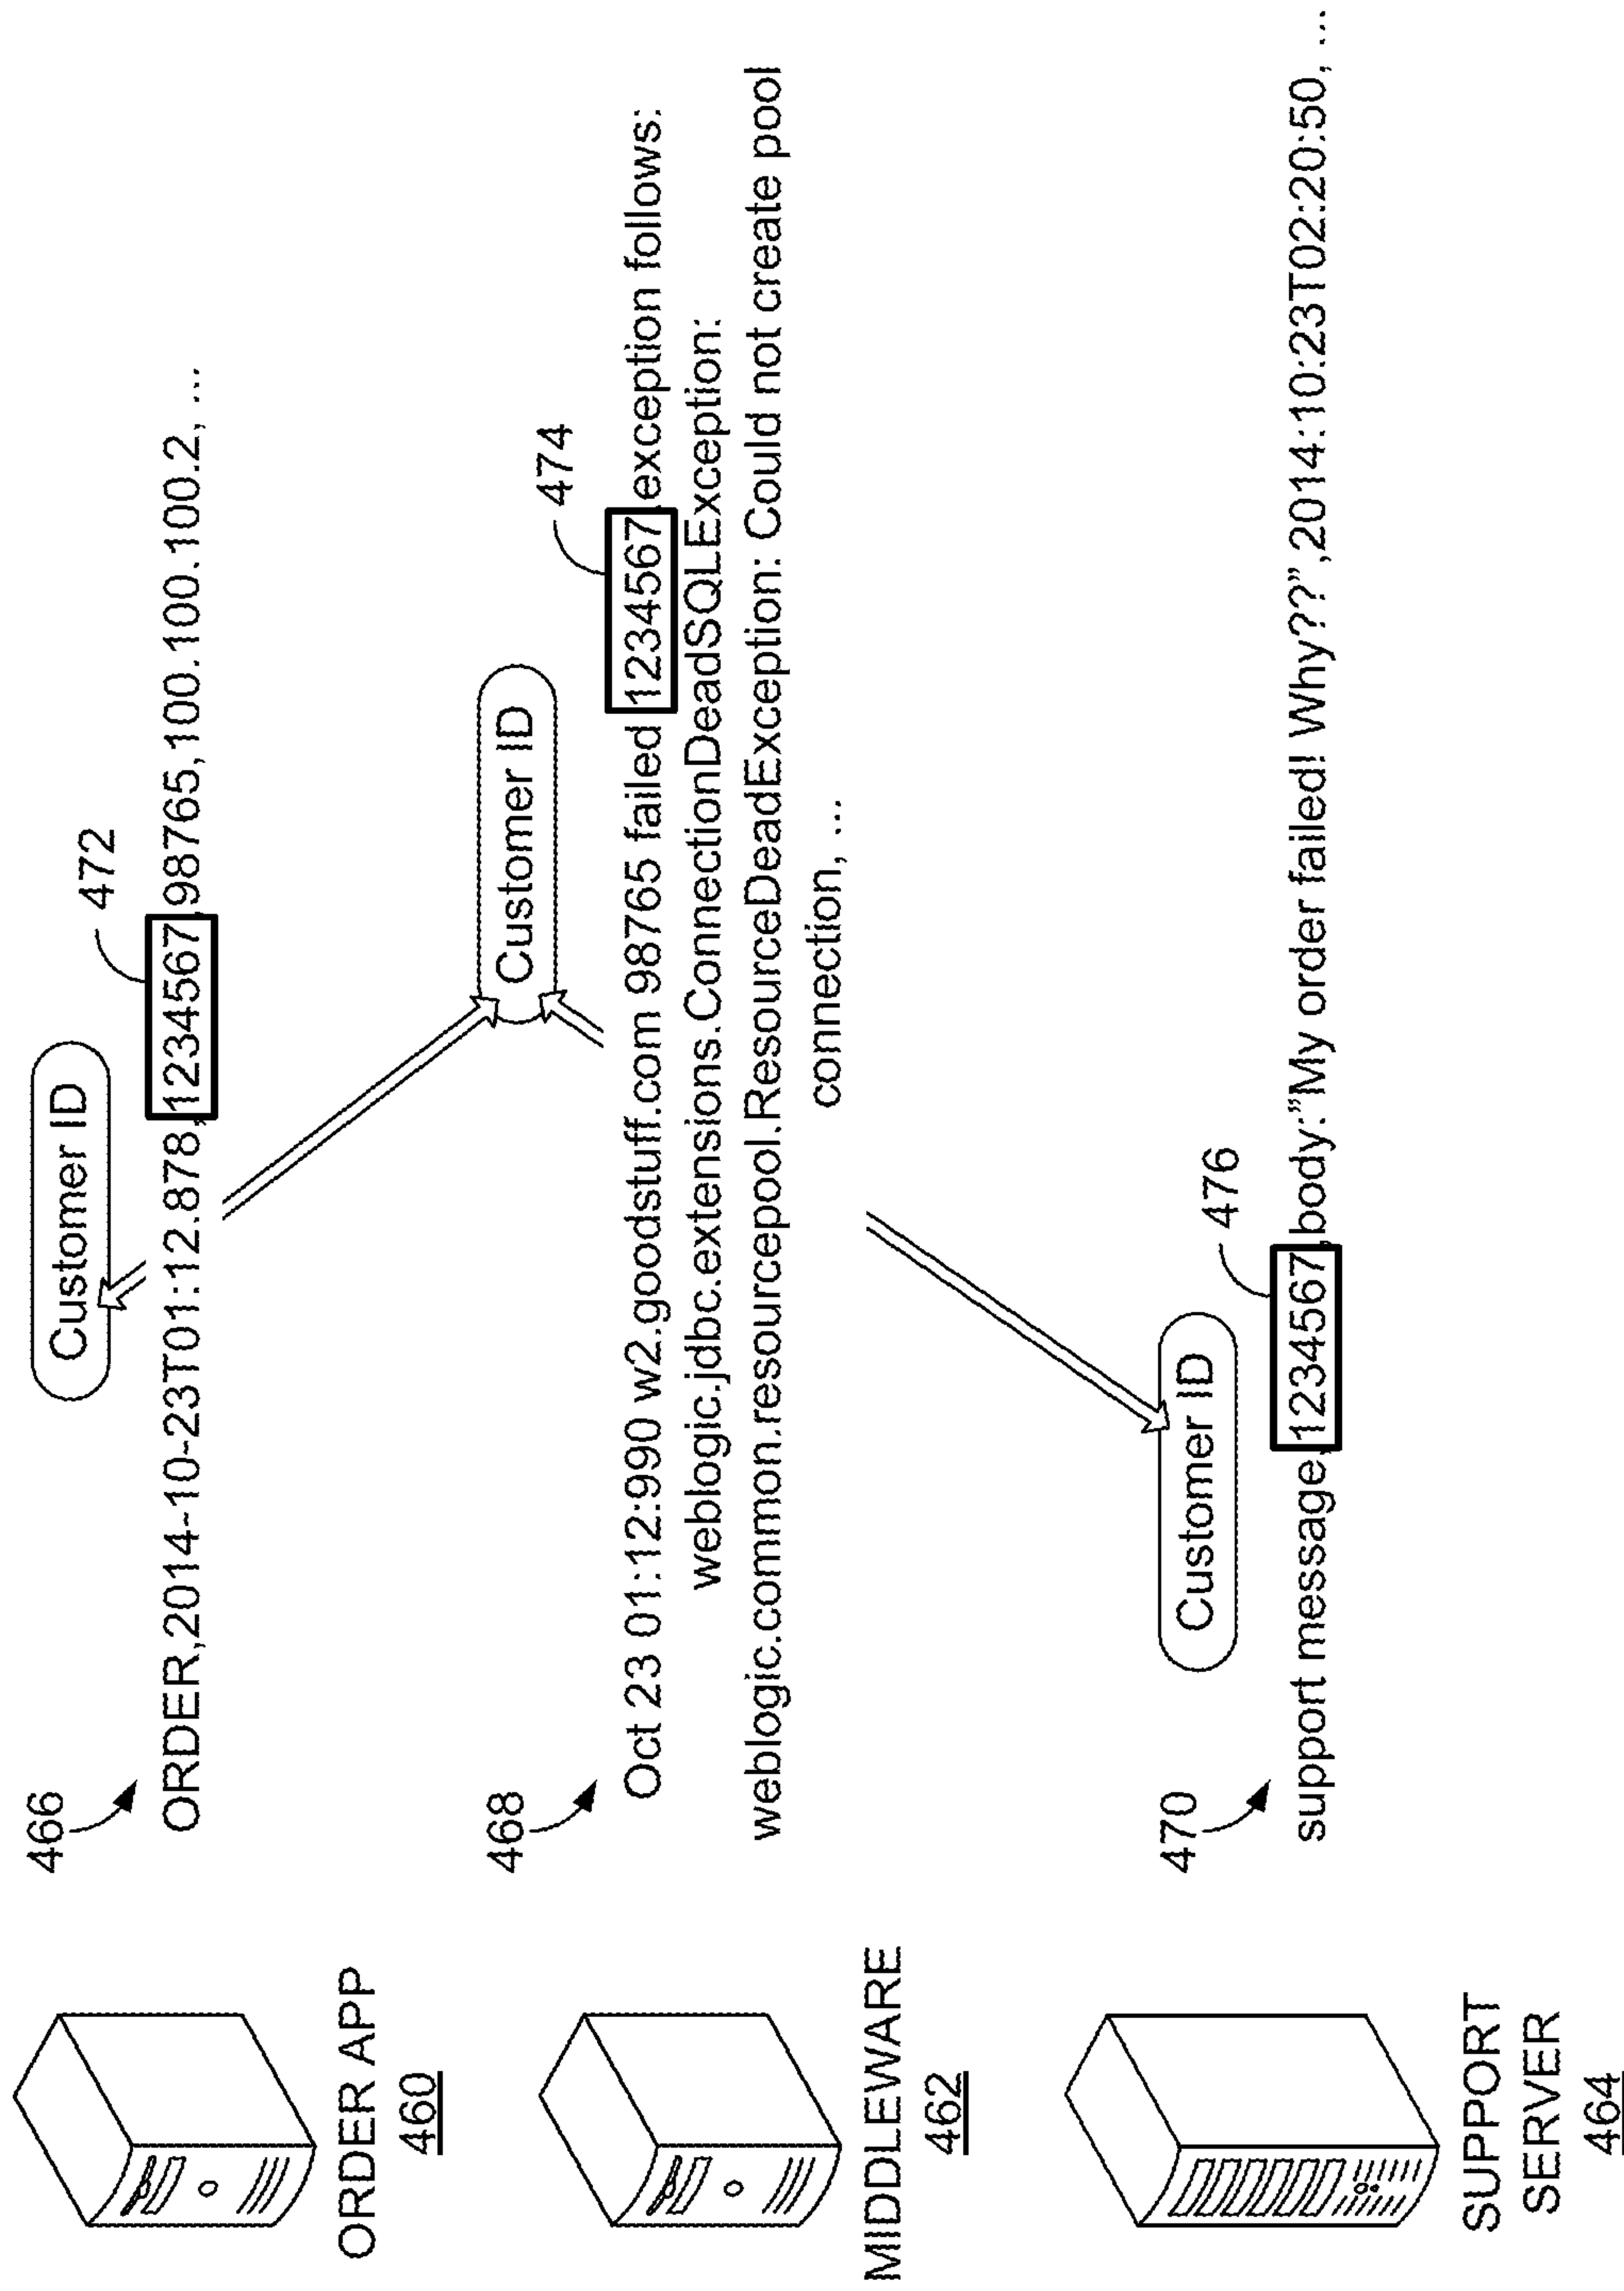 466
Customer ID
472
ORDER,2014-10-23T01:12.878,1234567,98765,100.100.100.2, ...
ORDER APP
460
468
Customer ID
474
Oct 23 01:12:990 w2.goodstuff.com 98765 failed 1234567 exception follows:
weblogic.jdbc.extensions.ConnectionDeadSQLException:
weblogic.common.resourcepool.ResourceDeadException: Could not create pool
connection, ...
MIDDLEWARE
462
470
Customer ID
476
support message,1234567,body:”My order failed! Why??”,2014:10:23T02:20:50, ...
SUPPORT
SERVER
464